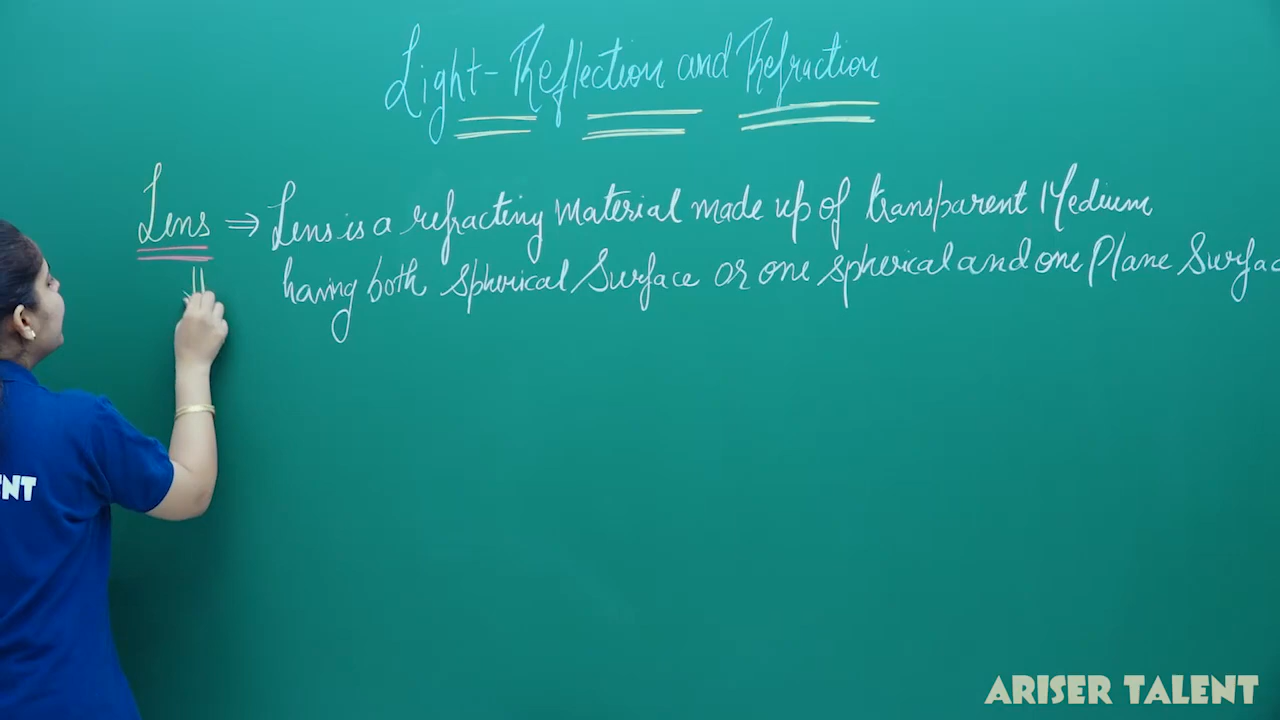 Light-Reflection and Refraction
Lens ⇒ Lens is a refracting material made up of transparent Medium
having both spherical Surface or one spherical and one Plane Surfac
ENT
ARISER TALENT